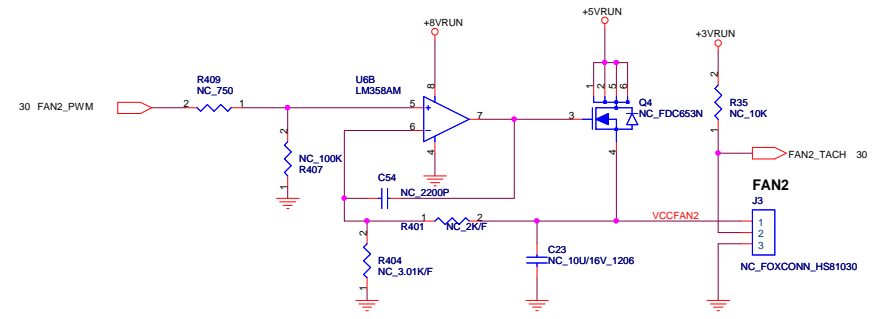 +8VRUN
+5VRUN
+3VRUN
30 FAN2_PWM
R409
NC_750
2 1
U6B
LM358AM
8
5
+
6
−
7
4
1 2 5 6
Q4
NC_FDC653N
3
4
2
R35
NC_10K
1
FAN2_TACH 30
2
NC_100K
R407
1
C54
NC_2200P
R401
1 2
NC_2K/F
2
R404
NC_3.01K/F
1
C23
NC_10U/16V_1206
VCCFAN2
FAN2
J3
1
2
3
NC_FOXCONN_HS81030